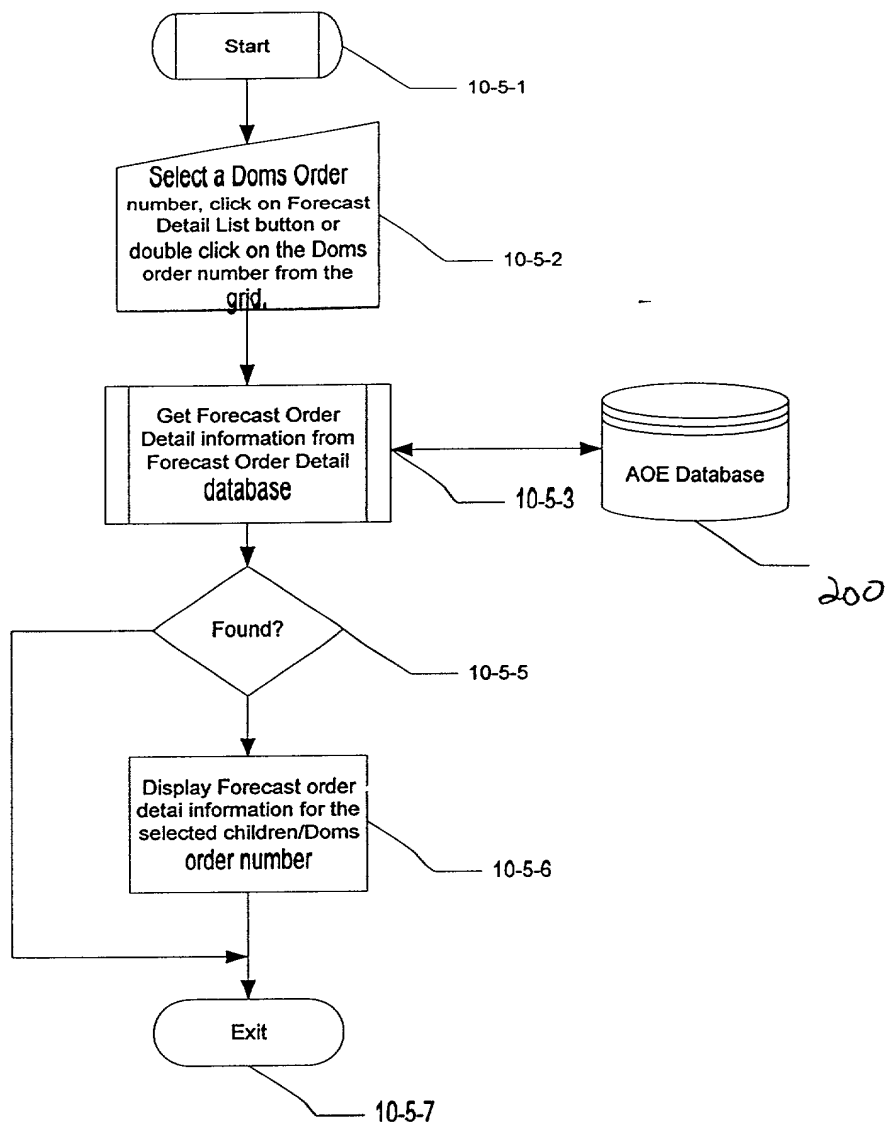 Start
10-5-1
Select a Doms Order
number, click on Forecast
Detail List button or
double click on the Doms
order number from the
grid.
10-5-2
Get Forecast Order
Detail information from
Forecast Order Detail
database
10-5-3
AOE Database
200
Found?
10-5-5
Display Forecast order
detai information for the
selected children/Doms
order number
10-5-6
Exit
10-5-7